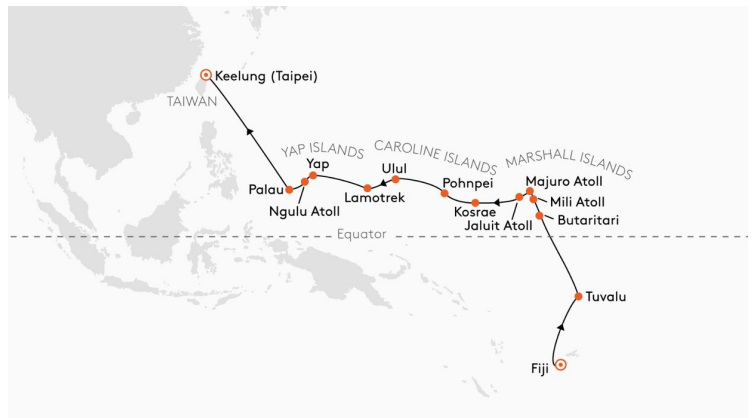 Keelung (Taipei)
TAIWAN
YAP ISLANDS
CAROLINE ISLANDS
MARSHALL ISLANDS
Yap
Ulul
Palau
Ngulu Atoll
Lamotrek
Pohnpei
Kosrae
Jaluit Atoll
Majuro Atoll
Mili Atoll
Butaritari
Equator
Tuvalu
Fiji